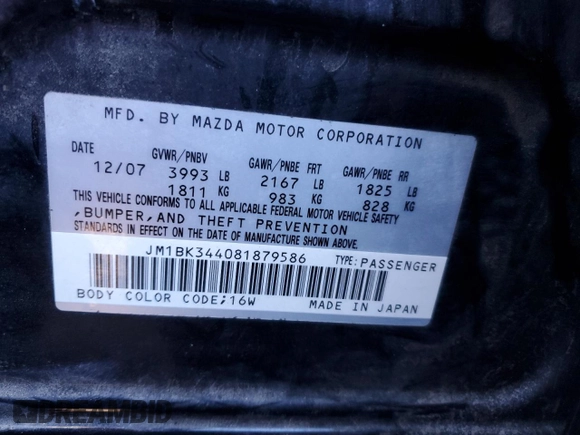 MFD. BY MAZDA MOTOR CORPORATION
DATE GVWR/PNBV GAWR/PNBE FRT GAWR/PNBE RR
12/07 3993 LB 2167 LB 1825 LB
1811 KG 983 KG 828 KG
THIS VEHICLE CONFORMS TO ALL APPLICABLE FEDERAL MOTOR VEHICLE SAFETY
,BUMPER,AND THEFT PREVENTION
STANDARDS IN EFFECT ON THE DATE OF MANUFACTURE SHOWN ABOVE.
JM1BK344081879586 TYPE:PASSENGER
BODY COLOR CODE;16W MADE IN JAPAN
DREAMBID